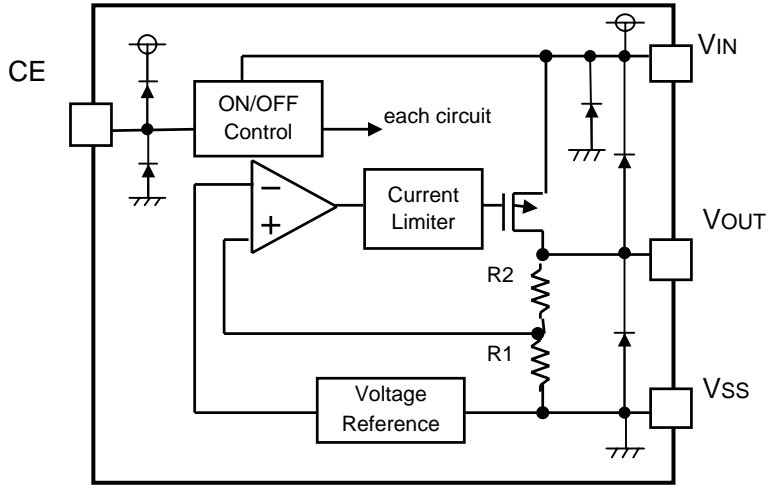 VIN
CE
ON/OFF
Control
each circuit
−
+
Current
Limiter
VOUT
R2
R1
Voltage
Reference
VSS